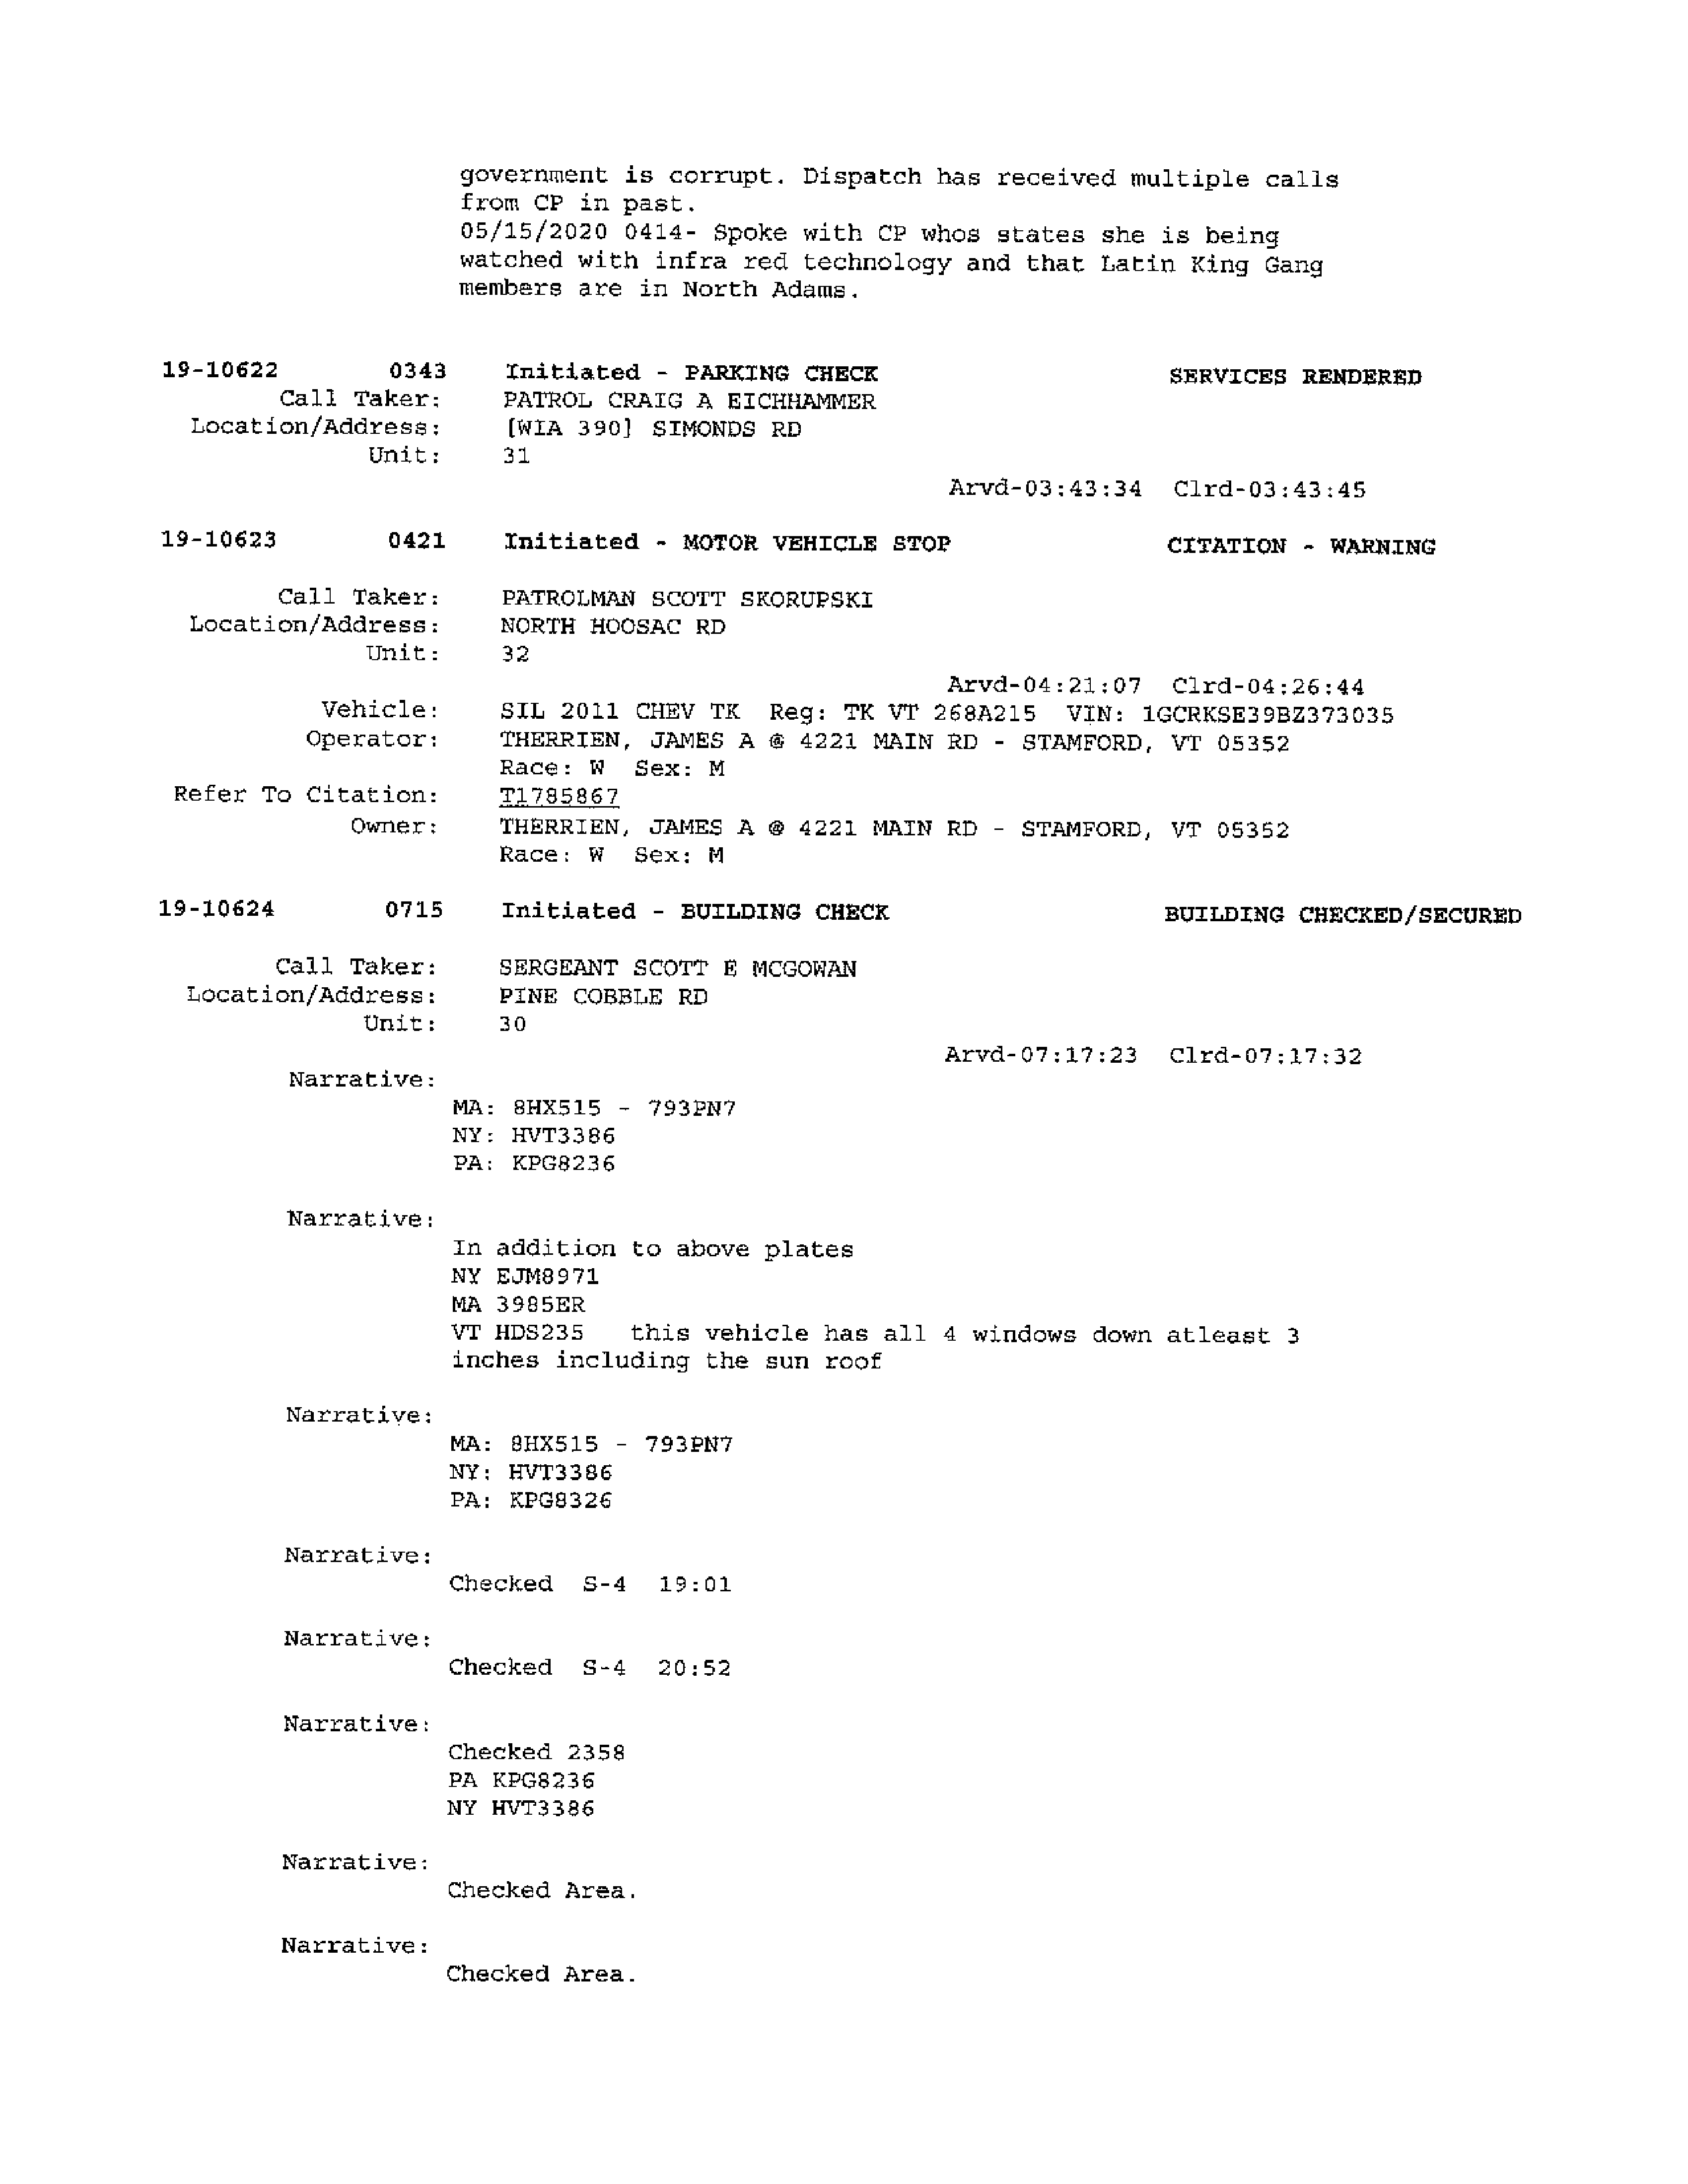 government is corrupt. Dispatch has received multiple calls
from CP in past.
05/15/2020 0414- Spoke with CP whos states she is being
watched with infra red technology and that Latin King Gang
members are in North Adams.
19-10622 0343 Initiated - PARKING CHECK SERVICES RENDERED
Call Taker: PATROL CRAIG A EICHHAMMER
Location/Address: [WIA 390] SIMONDS RD
Unit: 31
Arvd-03:43:34 Clrd-03:43:45
19-10623 0421 Initiated - MOTOR VEHICLE STOP CITATION - WARNING
Call Taker: PATROLMAN SCOTT SKORUPSKI
Location/Address: NORTH HOOSAC RD
Unit: 32
Arvd-04:21:07 Clrd-04:26:44
Vehicle: SIL 2011 CHEV TK Reg: TK VT 268A215 VIN: 1GCRKSE39BZ373035
Operator: THERRIEN, JAMES A @ 4221 MAIN RD - STAMFORD, VT 05352
Race: W Sex: M
Refer To Citation: T1785867
Owner: THERRIEN, JAMES A @ 4221 MAIN RD - STAMFORD, VT 05352
Race: W Sex: M
19-10624 0715 Initiated - BUILDING CHECK BUILDING CHECKED/SECURED
Call Taker: SERGEANT SCOTT E MCGOWAN
Location/Address: PINE COBBLE RD
Unit: 30
Arvd-07:17:23 Clrd-07:17:32
Narrative:
MA: 8HX515 - 793PN7
NY: HVT3386
PA: KPG8236
Narrative:
In addition to above plates
NY EJM8971
MA 3985ER
VT HDS235 this vehicle has all 4 windows down atleast 3
inches including the sun roof
Narrative:
MA: 8HX515 - 793PN7
NY: HVT3386
PA: KPG8326
Narrative:
Checked S-4 19:01
Narrative:
Checked S-4 20:52
Narrative:
Checked 2358
PA KPG8236
NY HVT3386
Narrative:
Checked Area.
Narrative:
Checked Area.